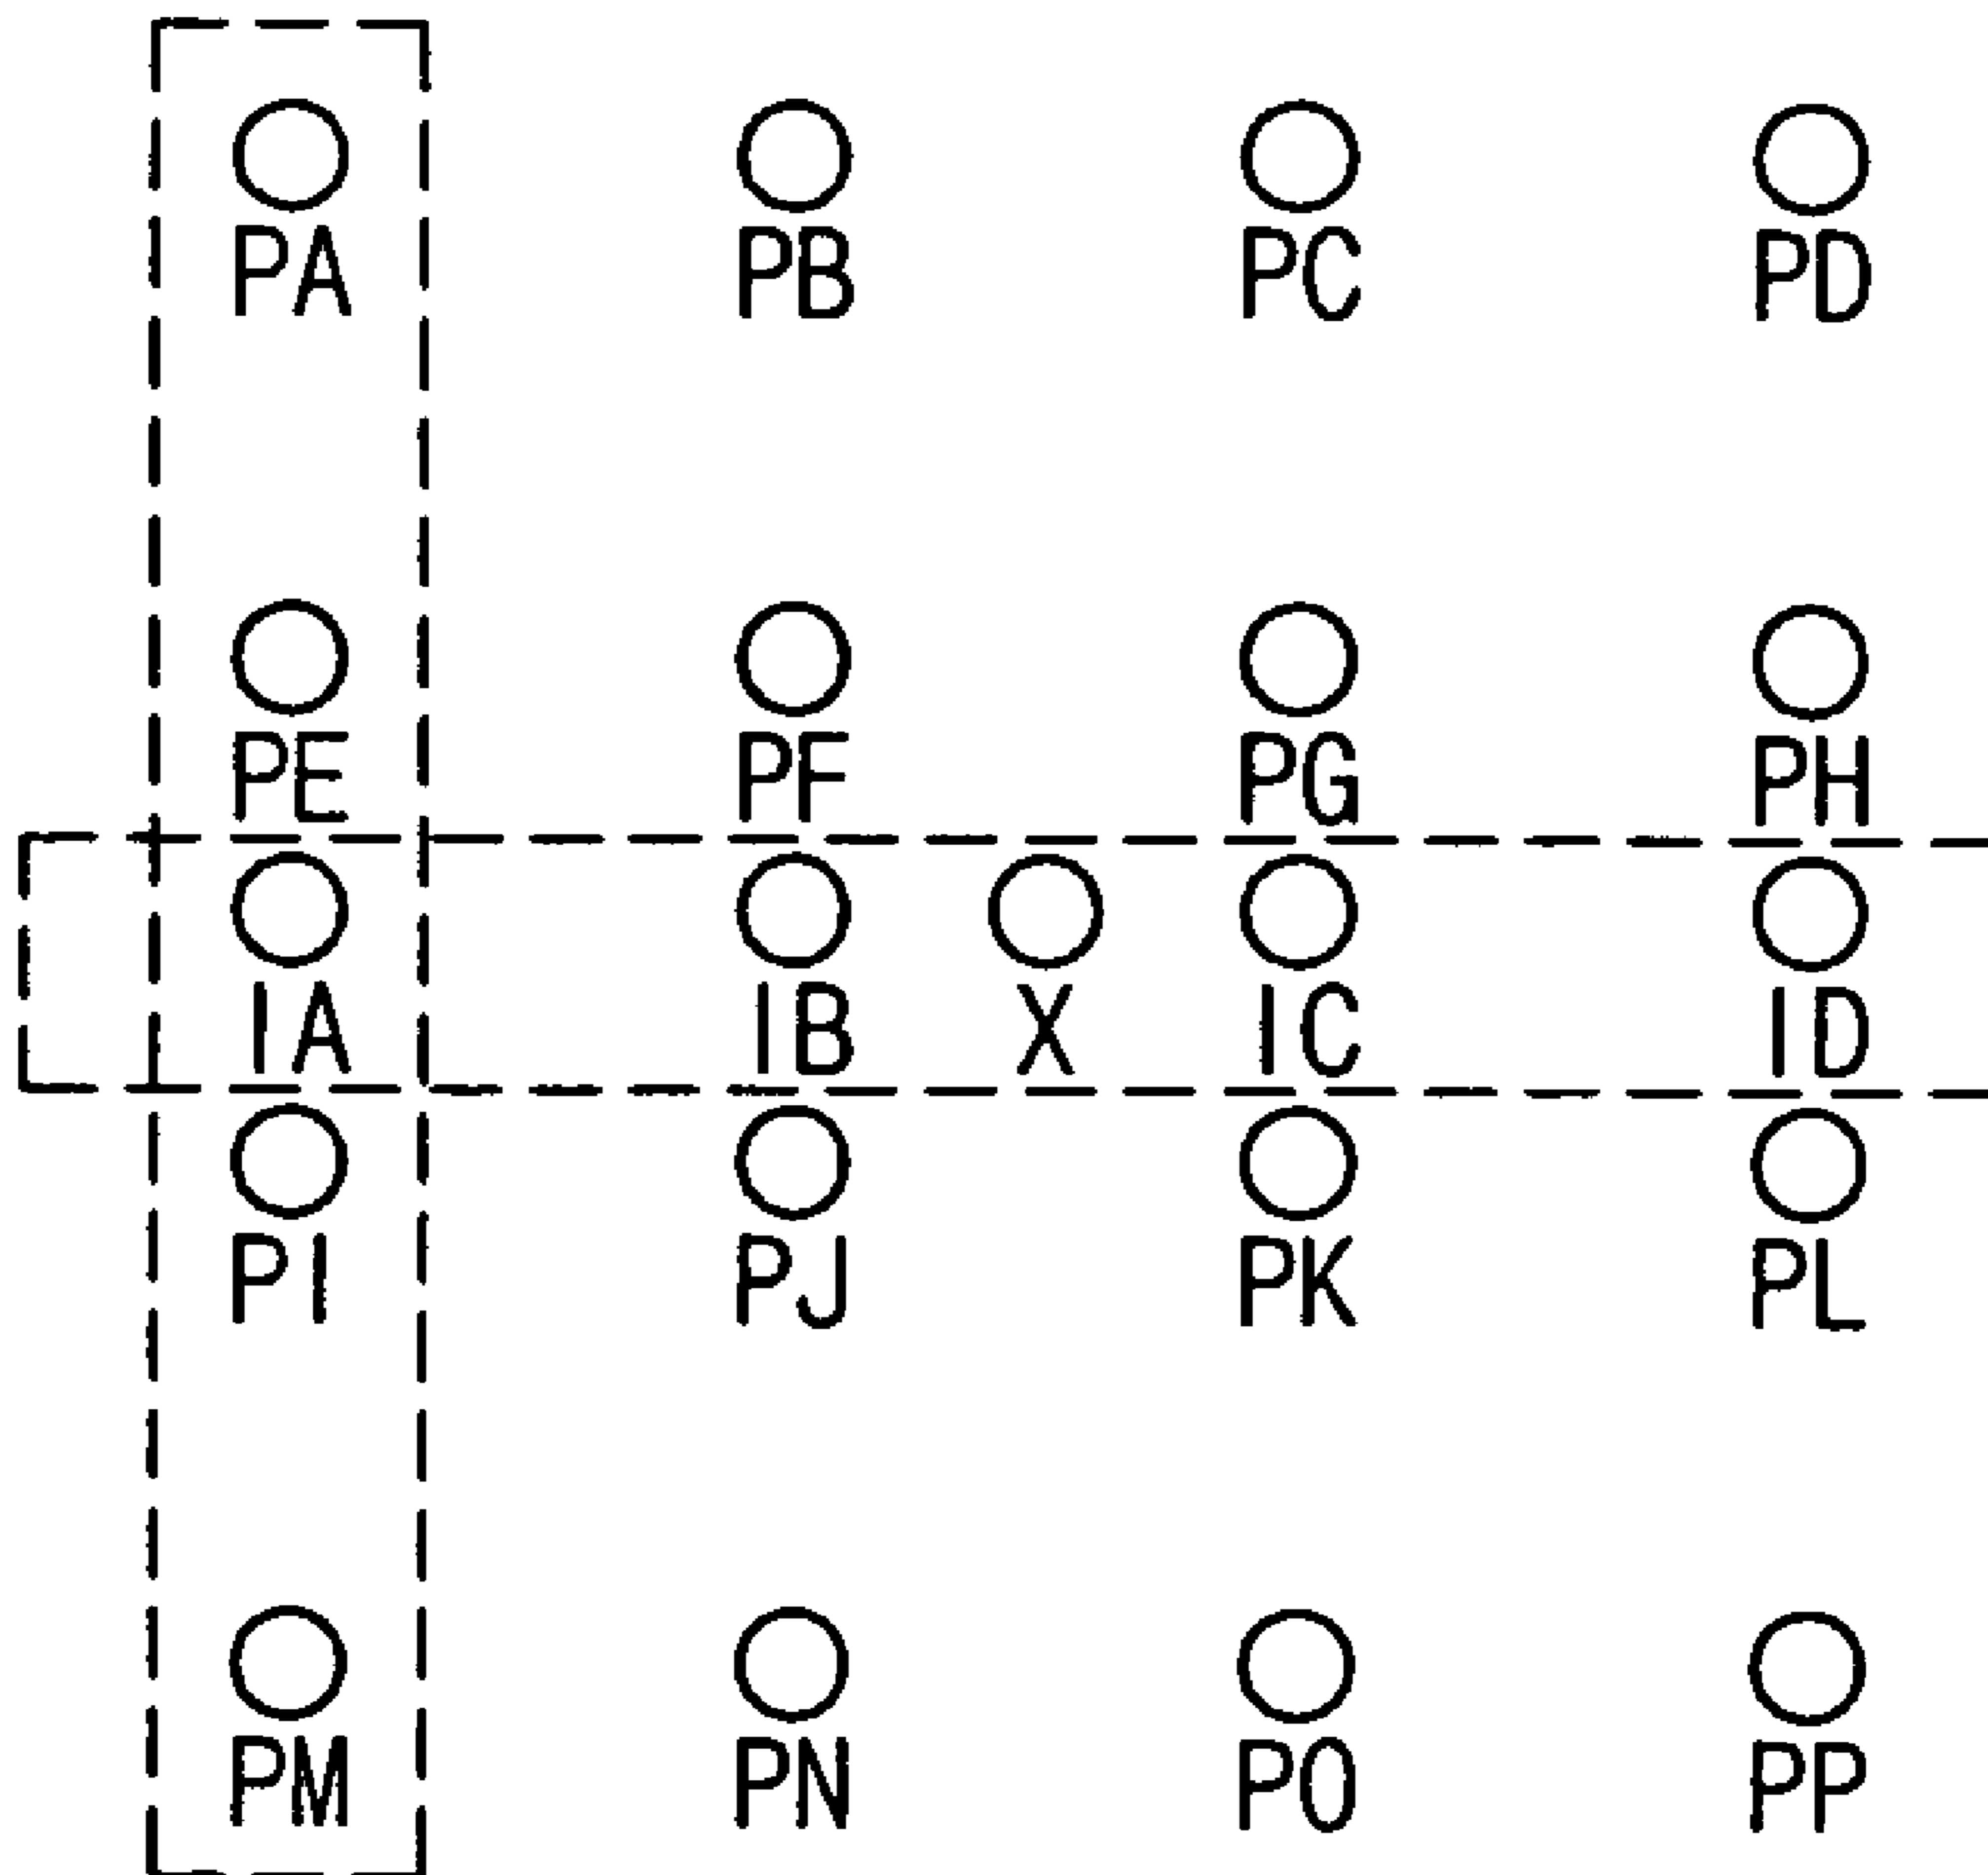 PA PB PC PD
PE PF PG PH
IA IB X IC ID
PI PJ PK PL
PM PN PO PP